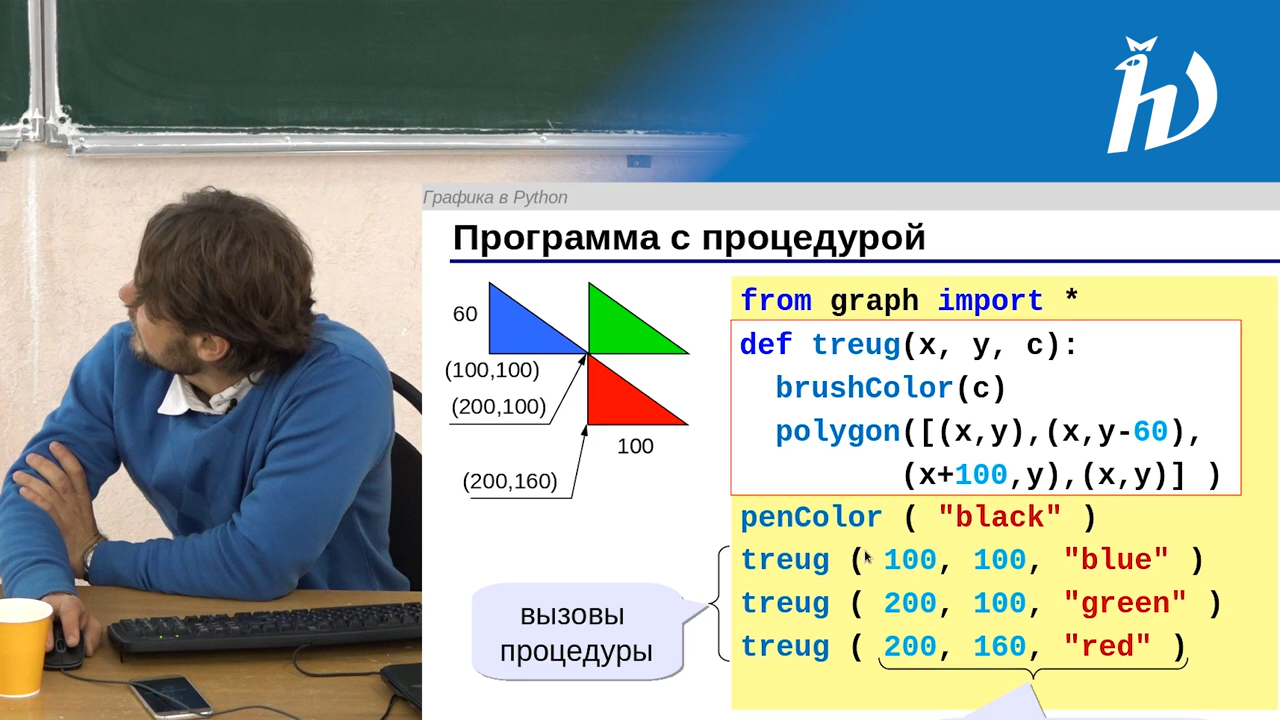 Графика в Python
Программа с процедурой
60
(100,100)
(200,100)
100
(200,160)
from graph import *
def treug(x, y, c):
brushColor(c)
polygon([(x,y),(x,y-60),
(x+100,y),(x,y)] )
penColor ( "black" )
treug ( 100, 100, "blue" )
treug ( 200, 100, "green" )
treug ( 200, 160, "red" )
вызовы
процедуры